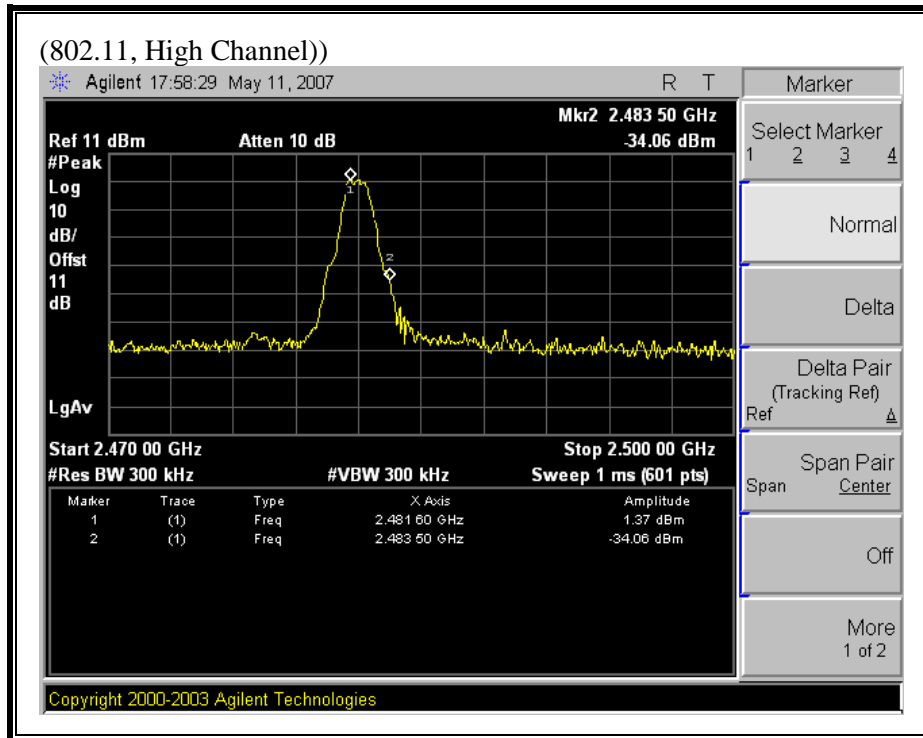 (802.11, High Channel))
Agilent 17:58:29 May 11, 2007 R T
Marker
Mkr2 2.483 50 GHz
Ref 11 dBm Atten 10 dB -34.06 dBm
#Peak
Log
10
dB/
Offst
11
dB
LgAv
1
2
Start 2.470 00 GHz Stop 2.500 00 GHz
#Res BW 300 kHz #VBW 300 kHz Sweep 1 ms (601 pts)
Marker Trace Type X Axis Amplitude
1 (1) Freq 2.481 60 GHz 1.37 dBm
2 (1) Freq 2.483 50 GHz -34.06 dBm
Select Marker
1 2 3 4
Normal
Delta
Delta Pair
(Tracking Ref)
Ref Δ
Span Pair
Span Center
Off
More
1 of 2
Copyright 2000-2003 Agilent Technologies